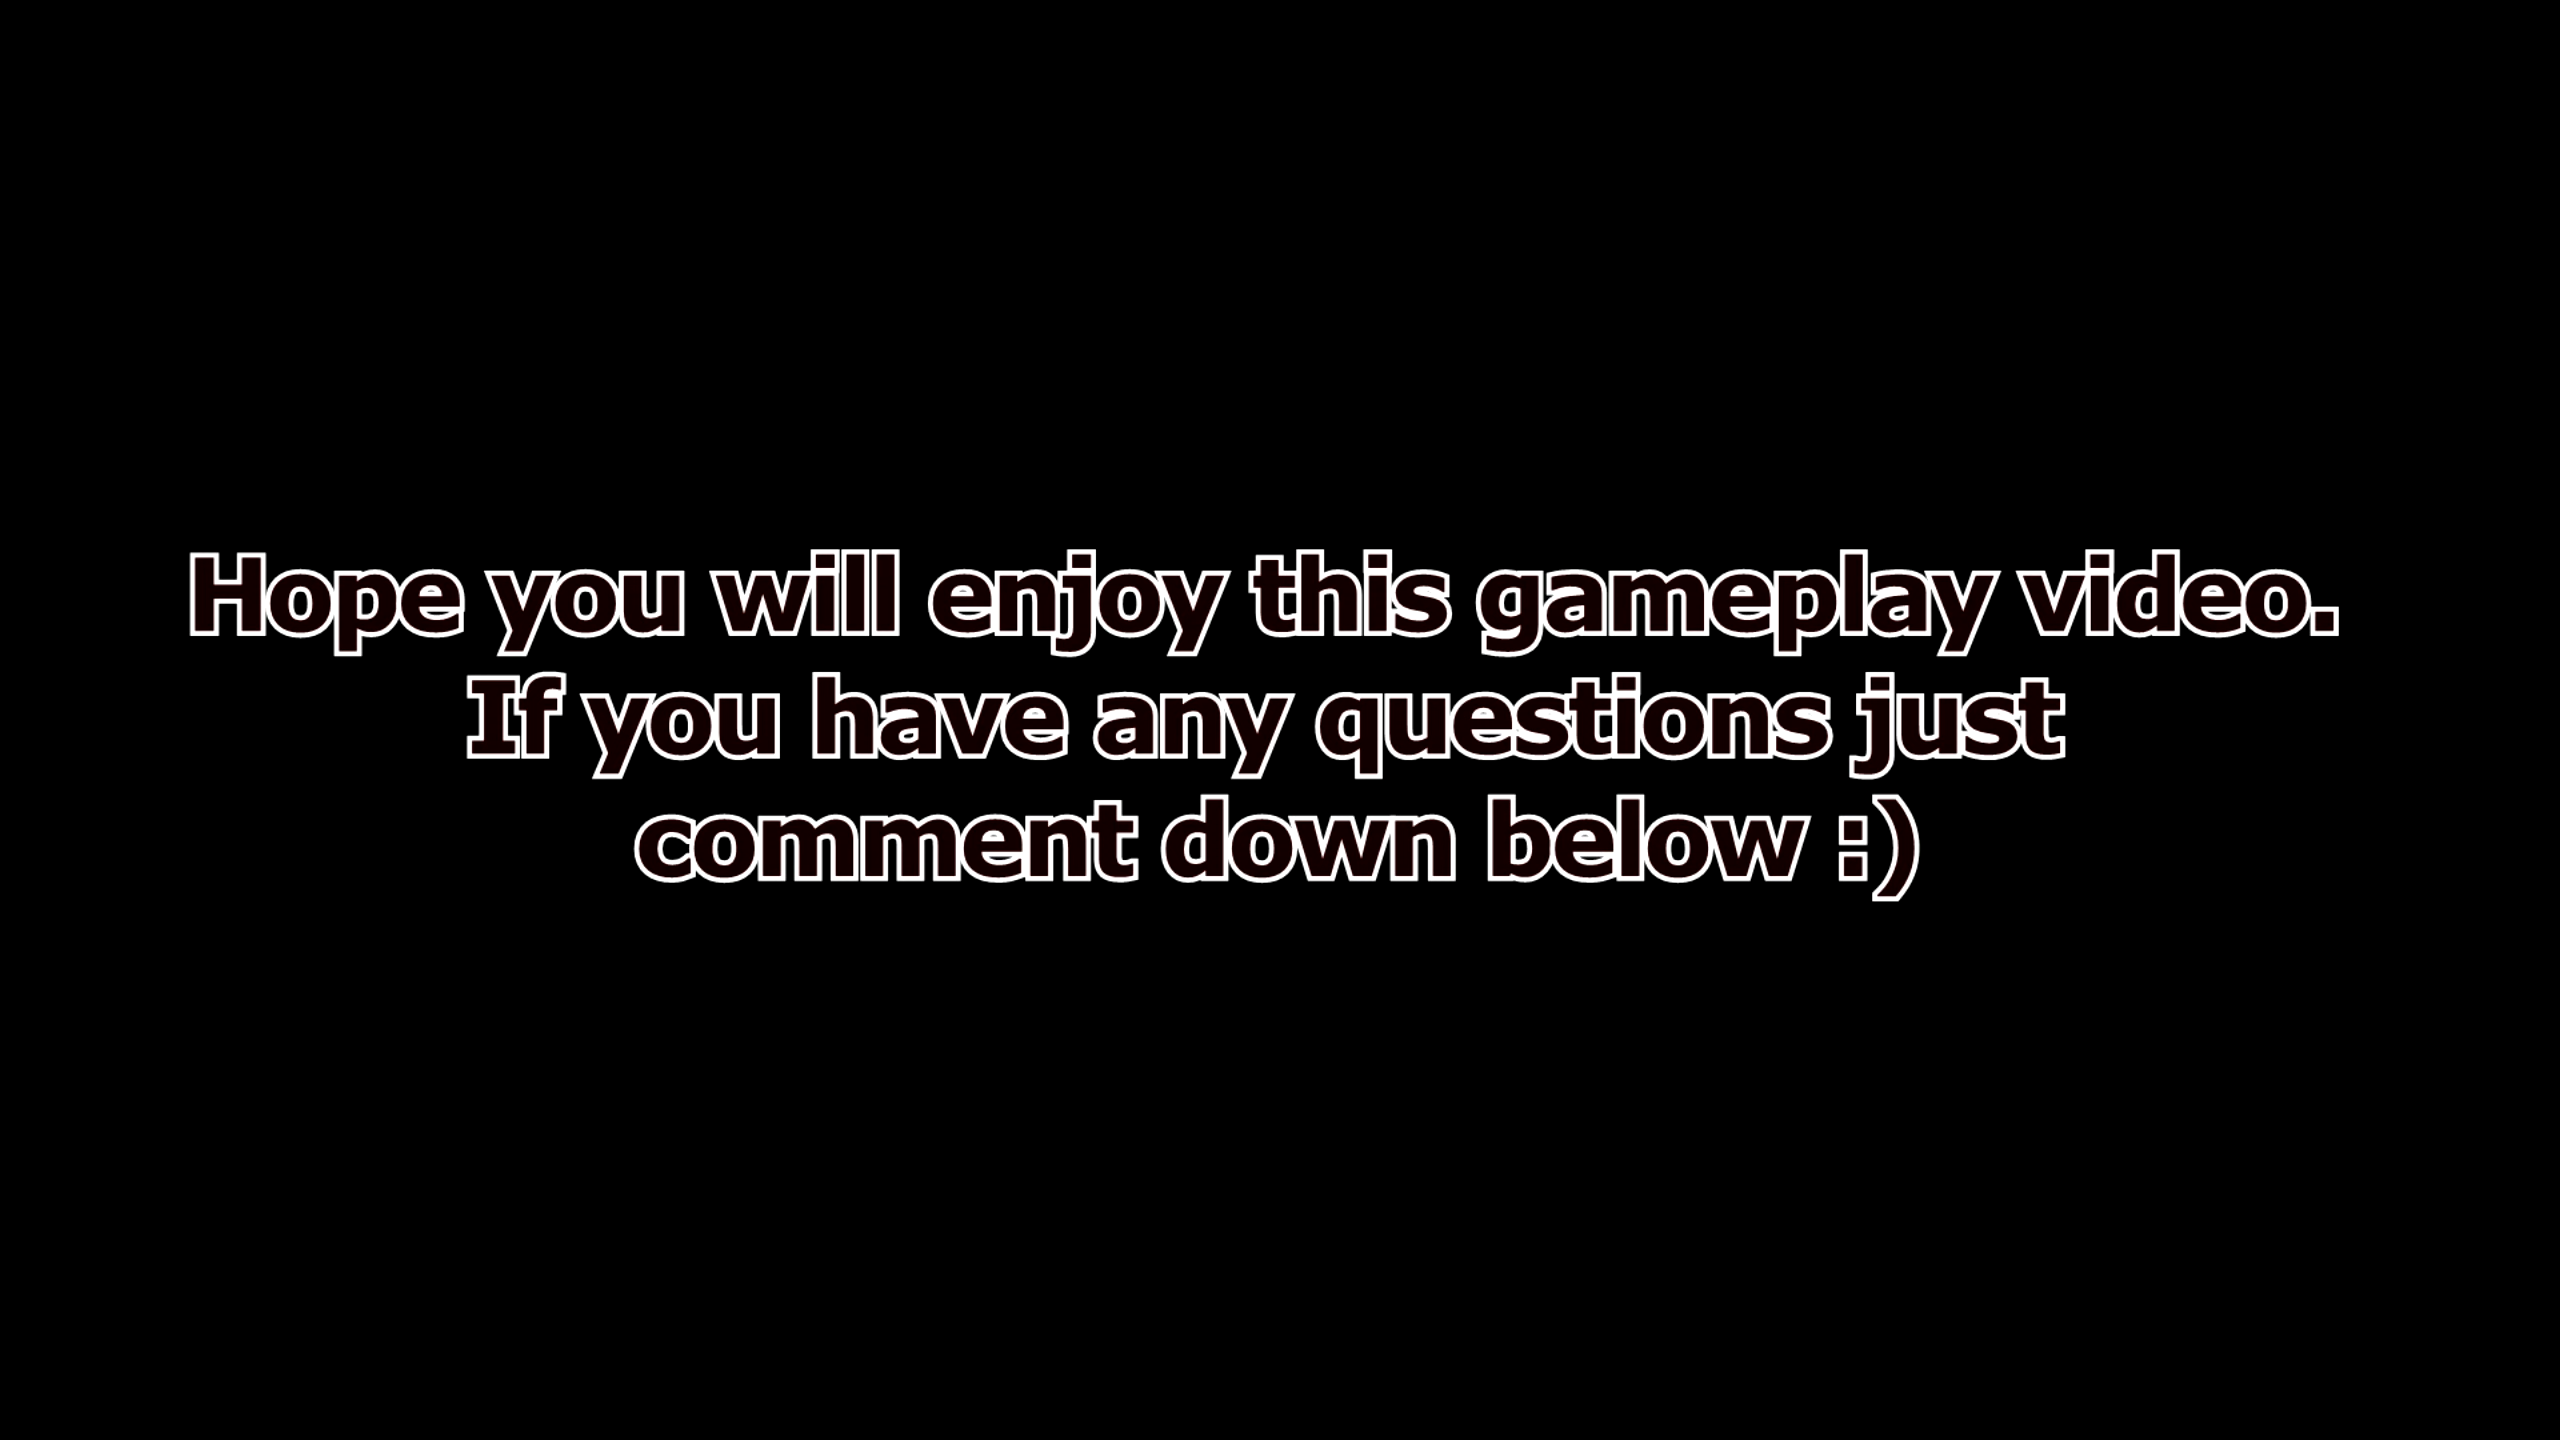 Hope you will enjoy this gameplay video.
If you have any questions just
comment down below :)